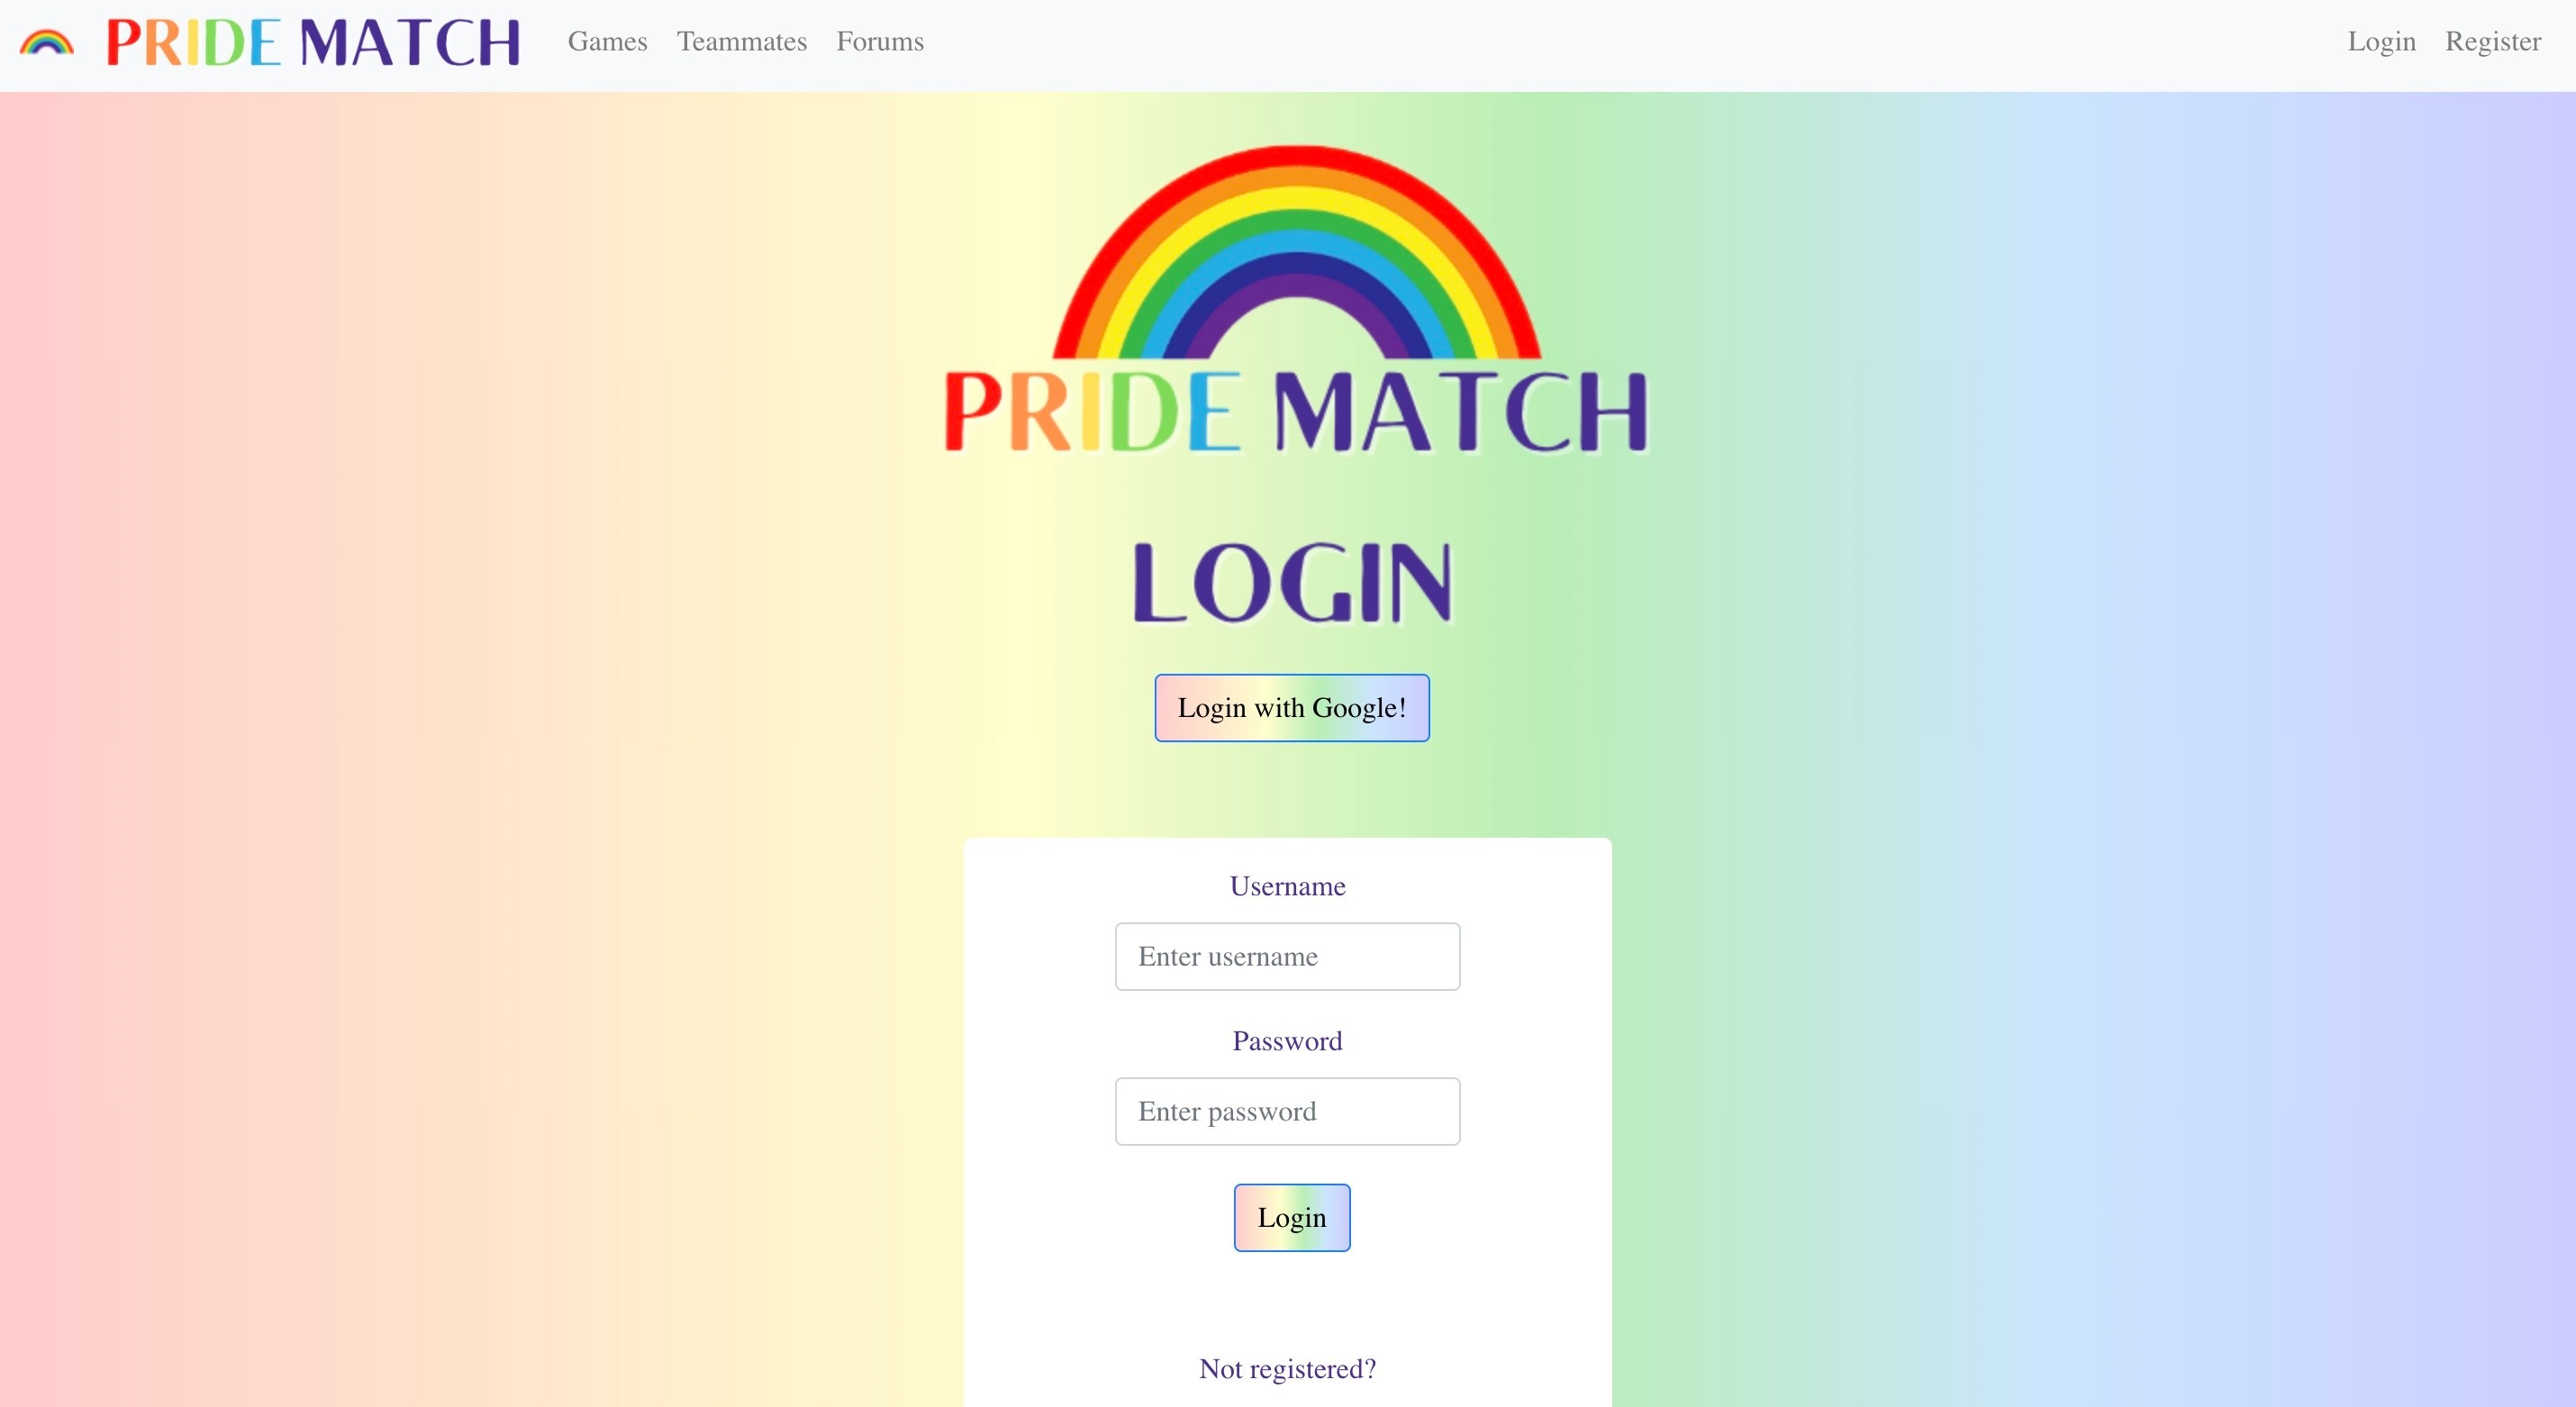 PRIDE MATCH Games Teammates Forums Login Register
PRIDE MATCH
LOGIN
Login with Google!
Username
Enter username
Password
Enter password
Login
Not registered?